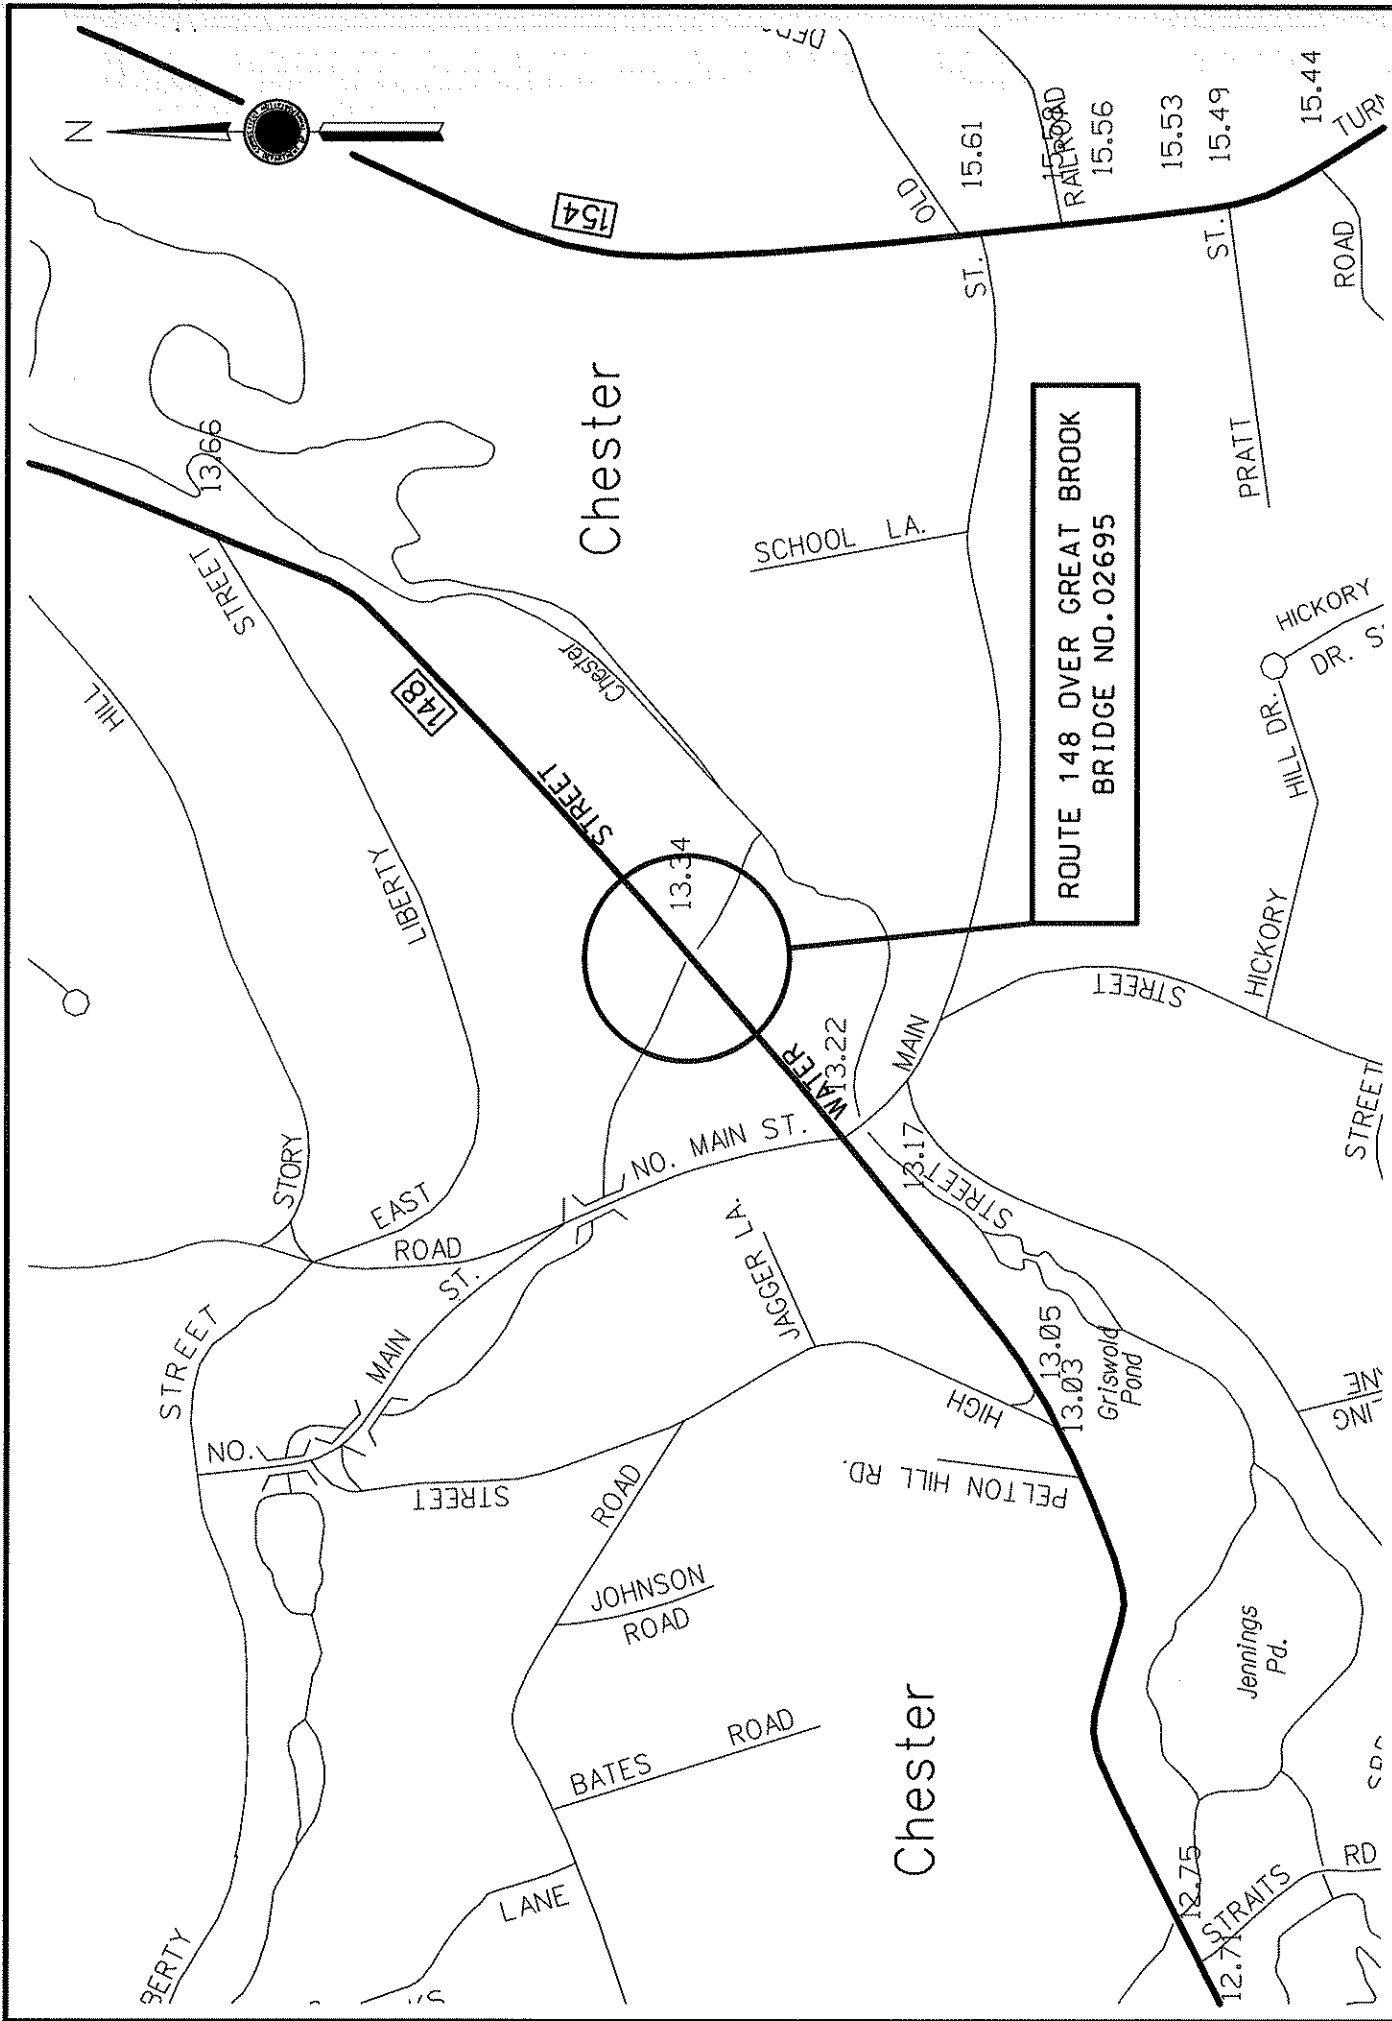 N
154
OLD
15.61
15.58
RAILROAD
15.56
15.53
15.49
15.44
ST.
ST.
ROAD
PRATT
13.66
Chester
SCHOOL LA.
STREET
HILL
148
Chester
STREET
LIBERTY
13.34
ROUTE 148 OVER GREAT BROOK
BRIDGE NO.02695
HICKORY
DR.
HILL DR.
HICKORY
STREET
WATER
13.22
MAIN
STORY
EAST
ROAD
NO. MAIN ST.
13.17
STREET
STREET
JAGGER LA.
STREET
NO.
MAIN
ST.
HIGH
13.05
13.03
Griswold
Pond
STREET
PELTON HILL RD.
ROAD
JOHNSON
ROAD
Jennings
Pd.
BATES ROAD
Chester
LANE
12.75
12.71
STRAITS
RD